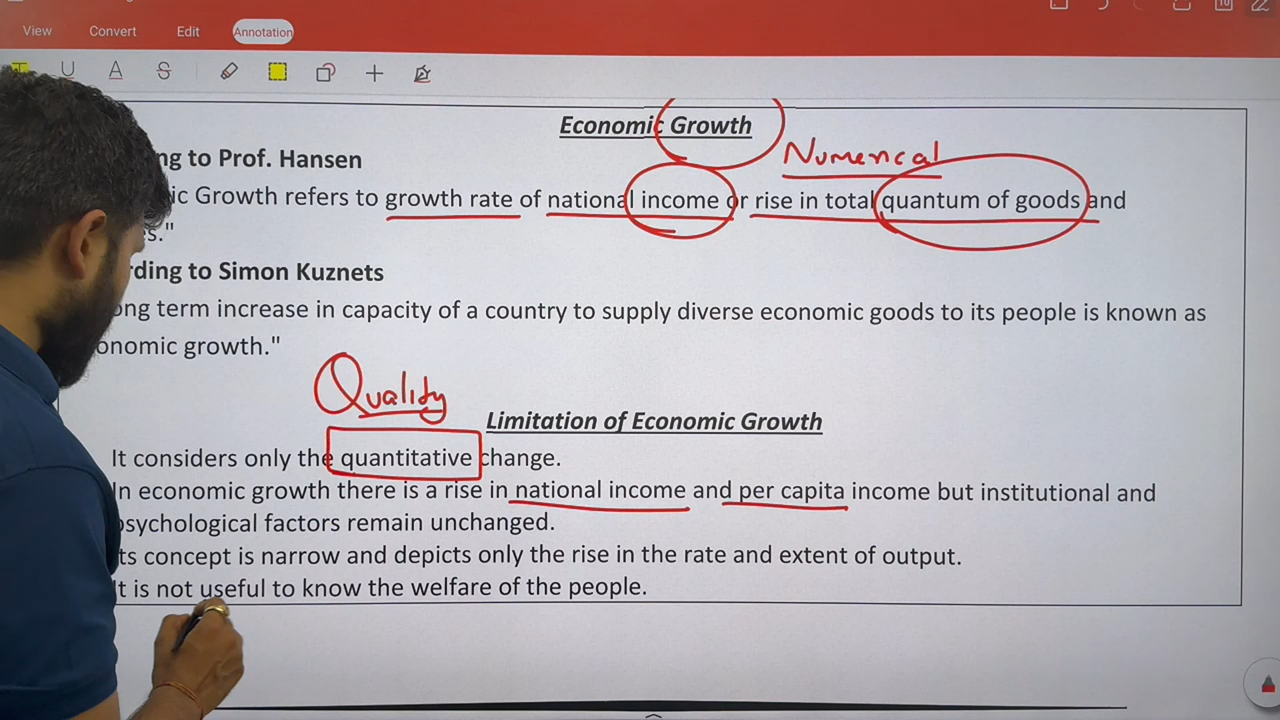 View Convert Edit Annotation
Economic Growth
Numerical
ng to Prof. Hansen
ic Growth refers to growth rate of national income or rise in total quantum of goods and
es."
rding to Simon Kuznets
ong term increase in capacity of a country to supply diverse economic goods to its people is known as
onomic growth."
Quality
Limitation of Economic Growth
It considers only the quantitative change.
In economic growth there is a rise in national income and per capita income but institutional and
psychological factors remain unchanged.
ts concept is narrow and depicts only the rise in the rate and extent of output.
It is not useful to know the welfare of the people.